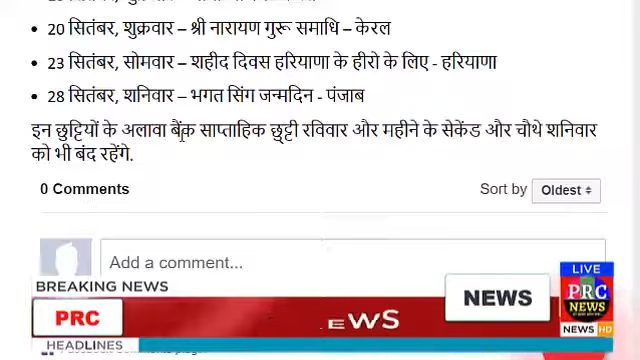 • 20 सितंबर, शुक्रवार – श्री नारायण गुरू समाधि – केरल
• 23 सितंबर, सोमवार – शहीद दिवस हरियाणा के हीरो के लिए - हरियाणा
• 28 सितंबर, शनिवार – भगत सिंग जन्मदिन - पंजाब
इन छुट्टियों के अलावा बैंक साप्ताहिक छुट्टी रविवार और महीने के सेकेंड और चौथे शनिवार
को भी बंद रहेंगे.
0 Comments
Sort by Oldest
Add a comment...
BREAKING NEWS
PRC
EWS
NEWS
LIVE
PRC
NEWS
NEWS HD
HEADLINES